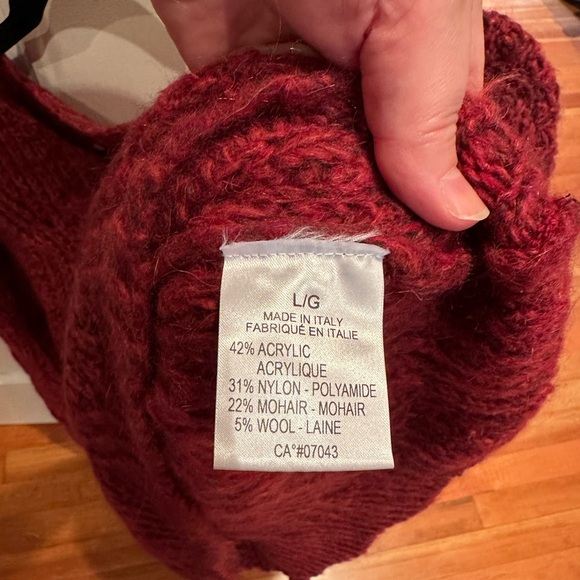 L/G
MADE IN ITALY
FABRIQUÉ EN ITALIE
42% ACRYLIC
ACRYLIQUE
31% NYLON - POLYAMIDE
22% MOHAIR - MOHAIR
5% WOOL - LAINE
CA°#07043